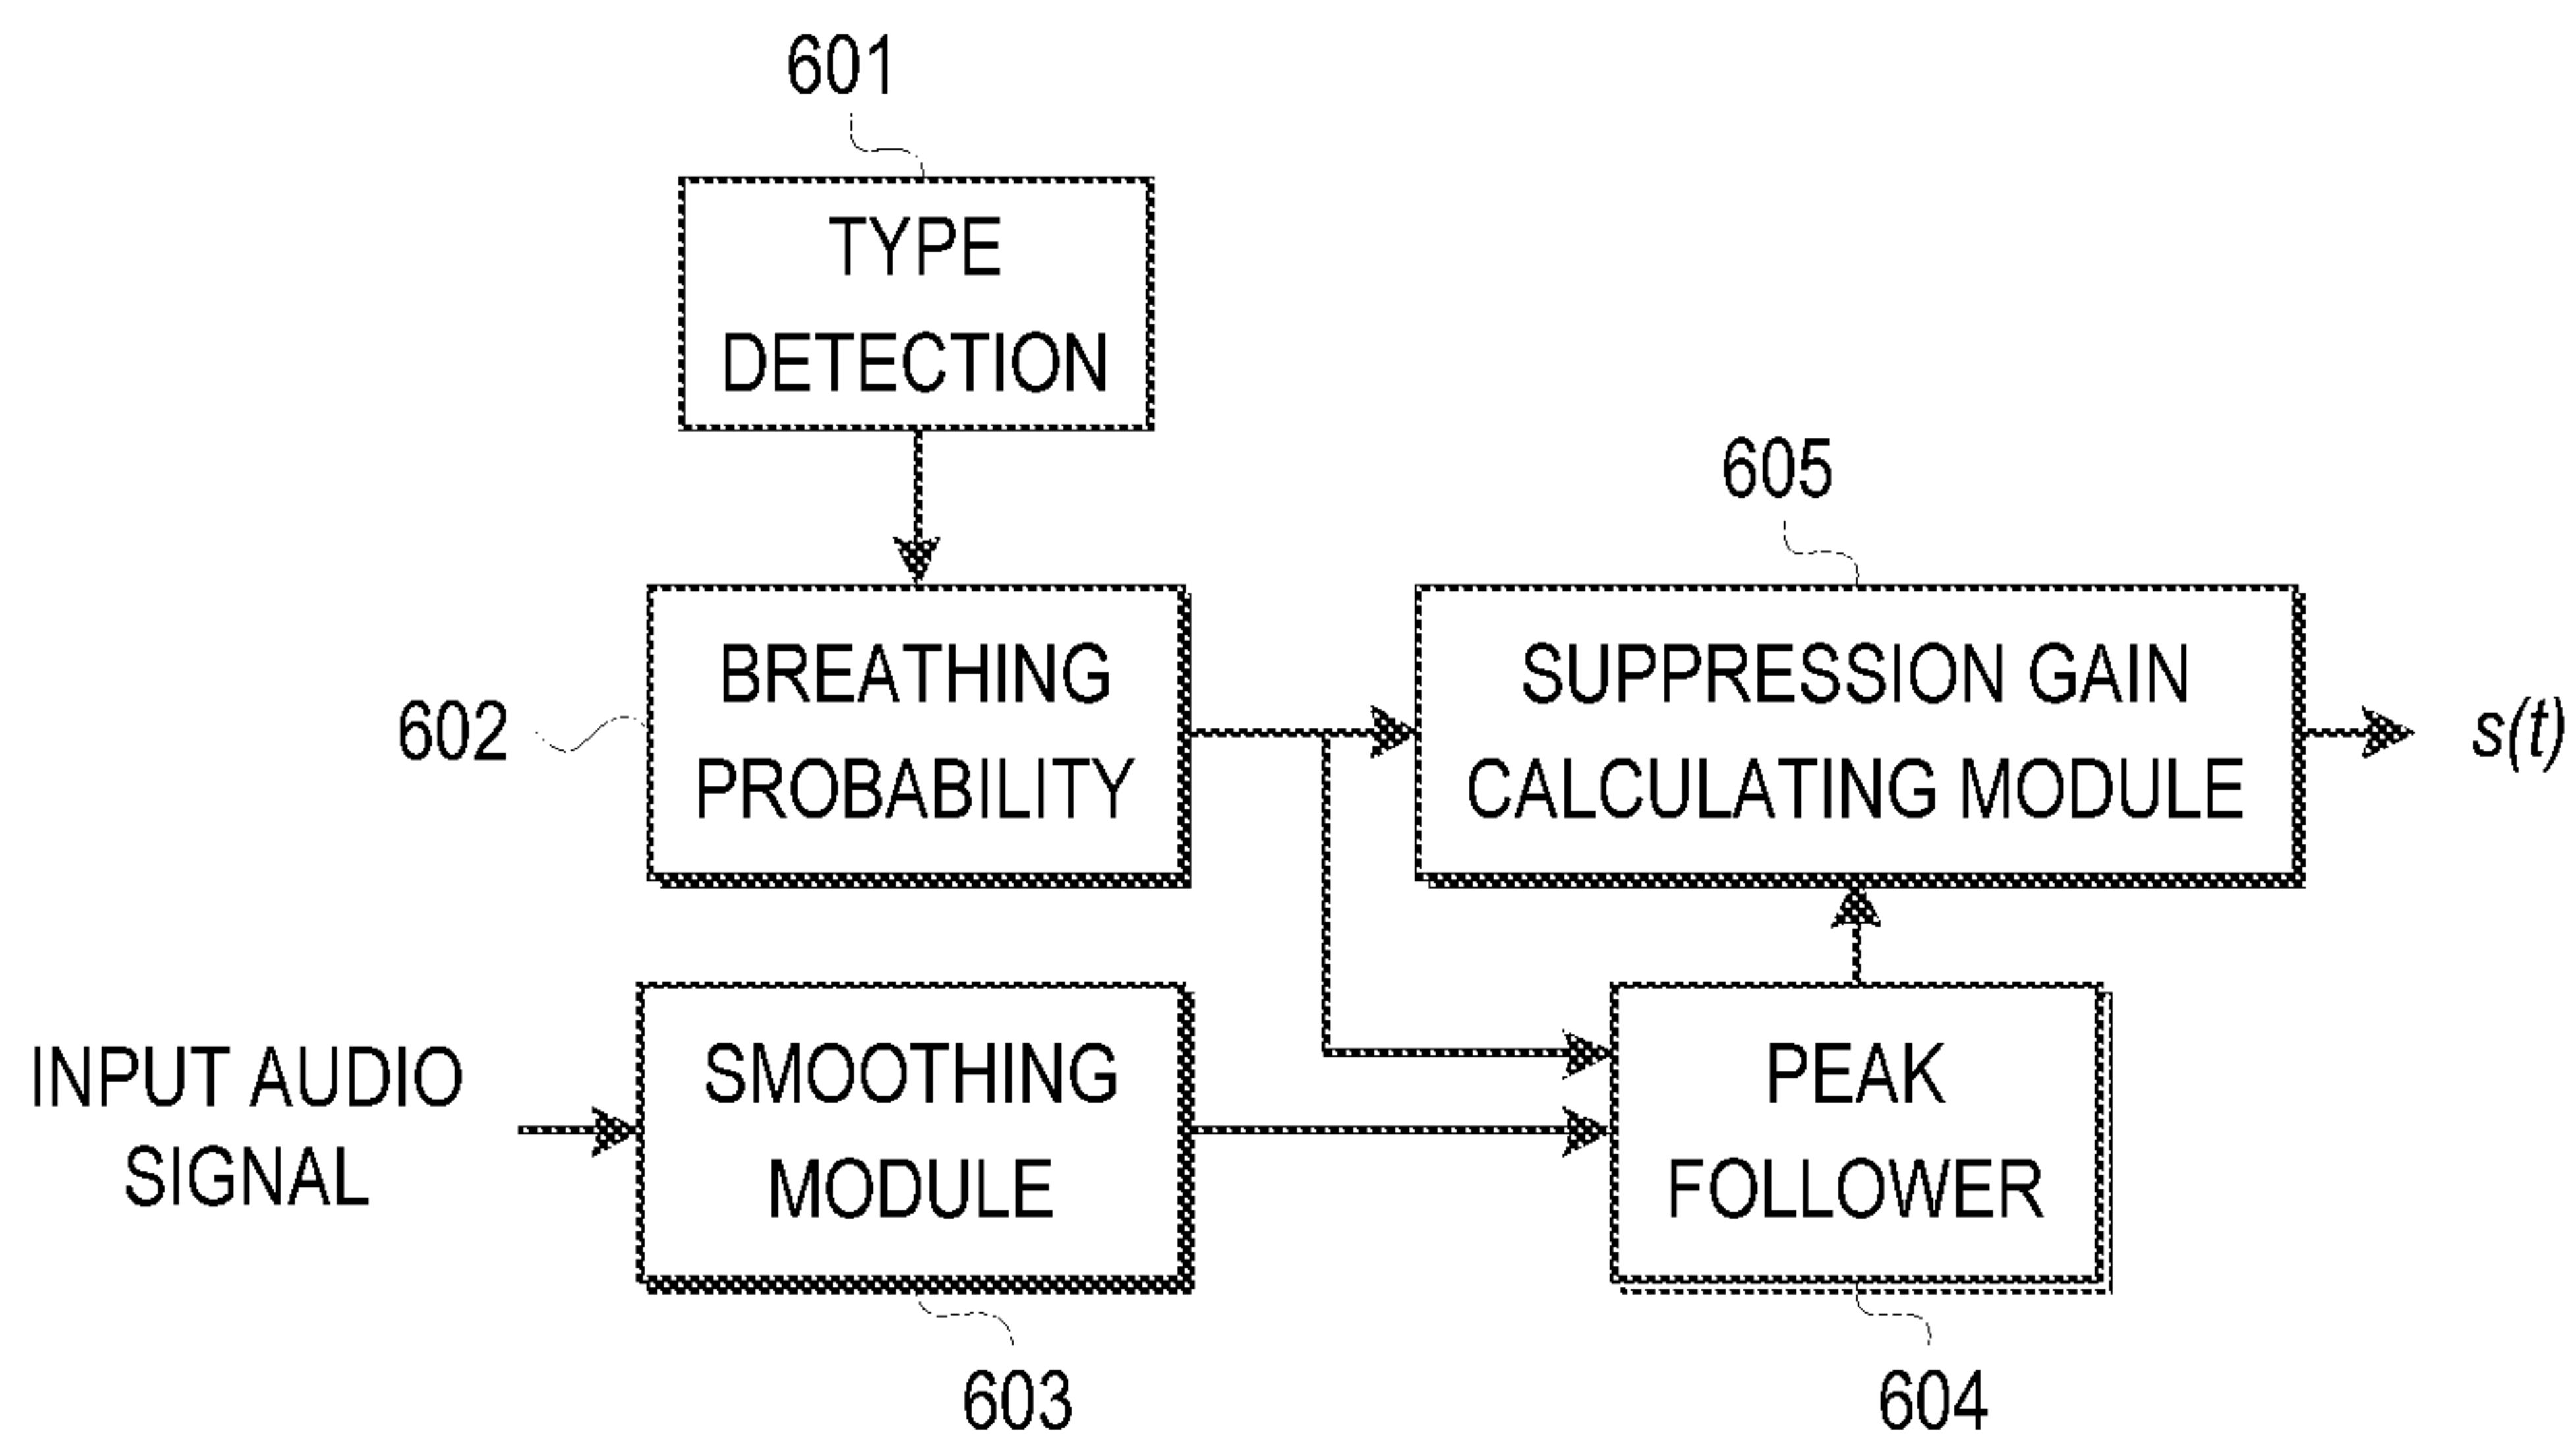 601
TYPE
DETECTION
605
602
BREATHING
PROBABILITY
SUPPRESSION GAIN
CALCULATING MODULE
s(t)
INPUT AUDIO
SIGNAL
SMOOTHING
MODULE
PEAK
FOLLOWER
603
604